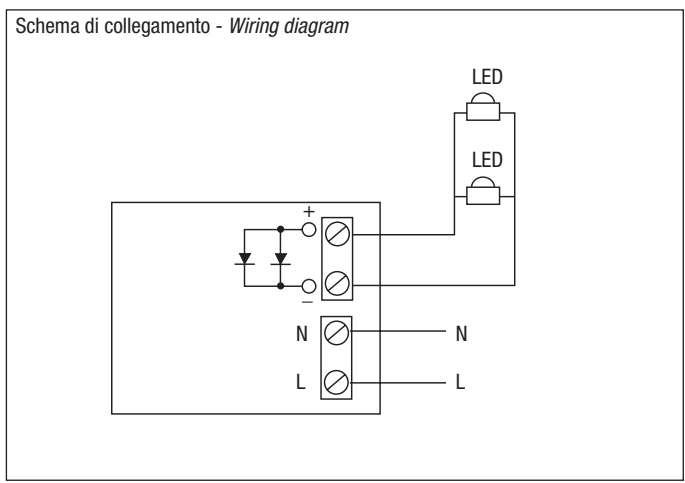 Schema di collegamento - Wiring diagram
LED
LED
+
–
N N
L L